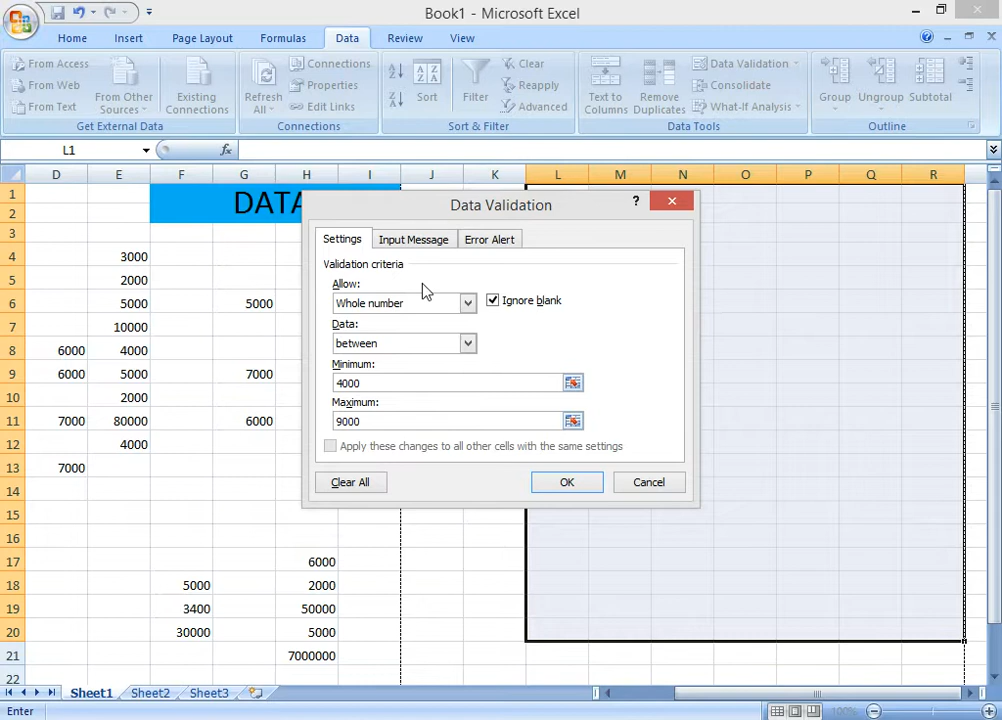 Book1 - Microsoft Excel
Home Insert Page Layout Formulas Data Review View
From Access
From Web
From Text
From Other Sources
Existing Connections
Get External Data
Refresh All
Connections
Properties
Edit Links
Connections
Sort
Filter
Clear
Reapply
Advanced
Sort & Filter
Text to Columns
Remove Duplicates
Data Validation
Consolidate
What-If Analysis
Data Tools
Group
Ungroup
Subtotal
Outline
L1 fx
D E F G H I J K L M N O P Q R
1 DATA
2
3
4 3000
5 2000
6 5000 5000
7 10000
8 6000 4000
9 6000 5000 7000
10 2000
11 7000 80000 6000
12 4000
13 7000
14
15
16
17 6000
18 5000 2000
19 3400 50000
20 30000 5000
21 7000000
22
Data Validation ?
Settings Input Message Error Alert
Validation criteria
Allow:
Whole number Ignore blank
Data:
between
Minimum:
4000
Maximum:
9000
Apply these changes to all other cells with the same settings
Clear All OK Cancel
Sheet1 Sheet2 Sheet3
Enter 100%